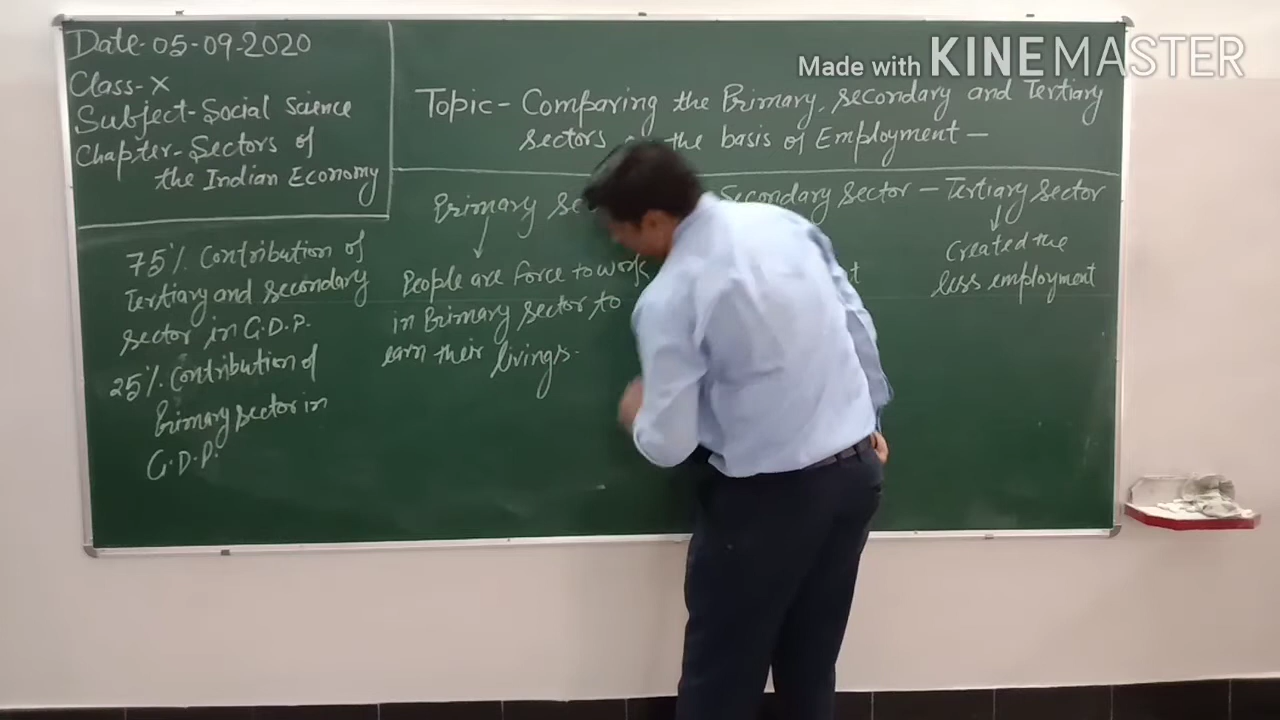 Made with KINEMASTER
Date-05-09-2020
Class-X
Subject-Social Science
Chapter-Sectors of
the Indian Economy
Topic - Comparing the Primary, Secondary and Tertiary
sectors the basis of Employment -
Primary Secondary sector - Tertiary sector
People are force to work
in Primary sector to
earn their livings.
Created the
less employment
75% Contribution of
Tertiary and secondary
sector in G.D.P.
25% Contribution of
Primary sector in
G.D.P.